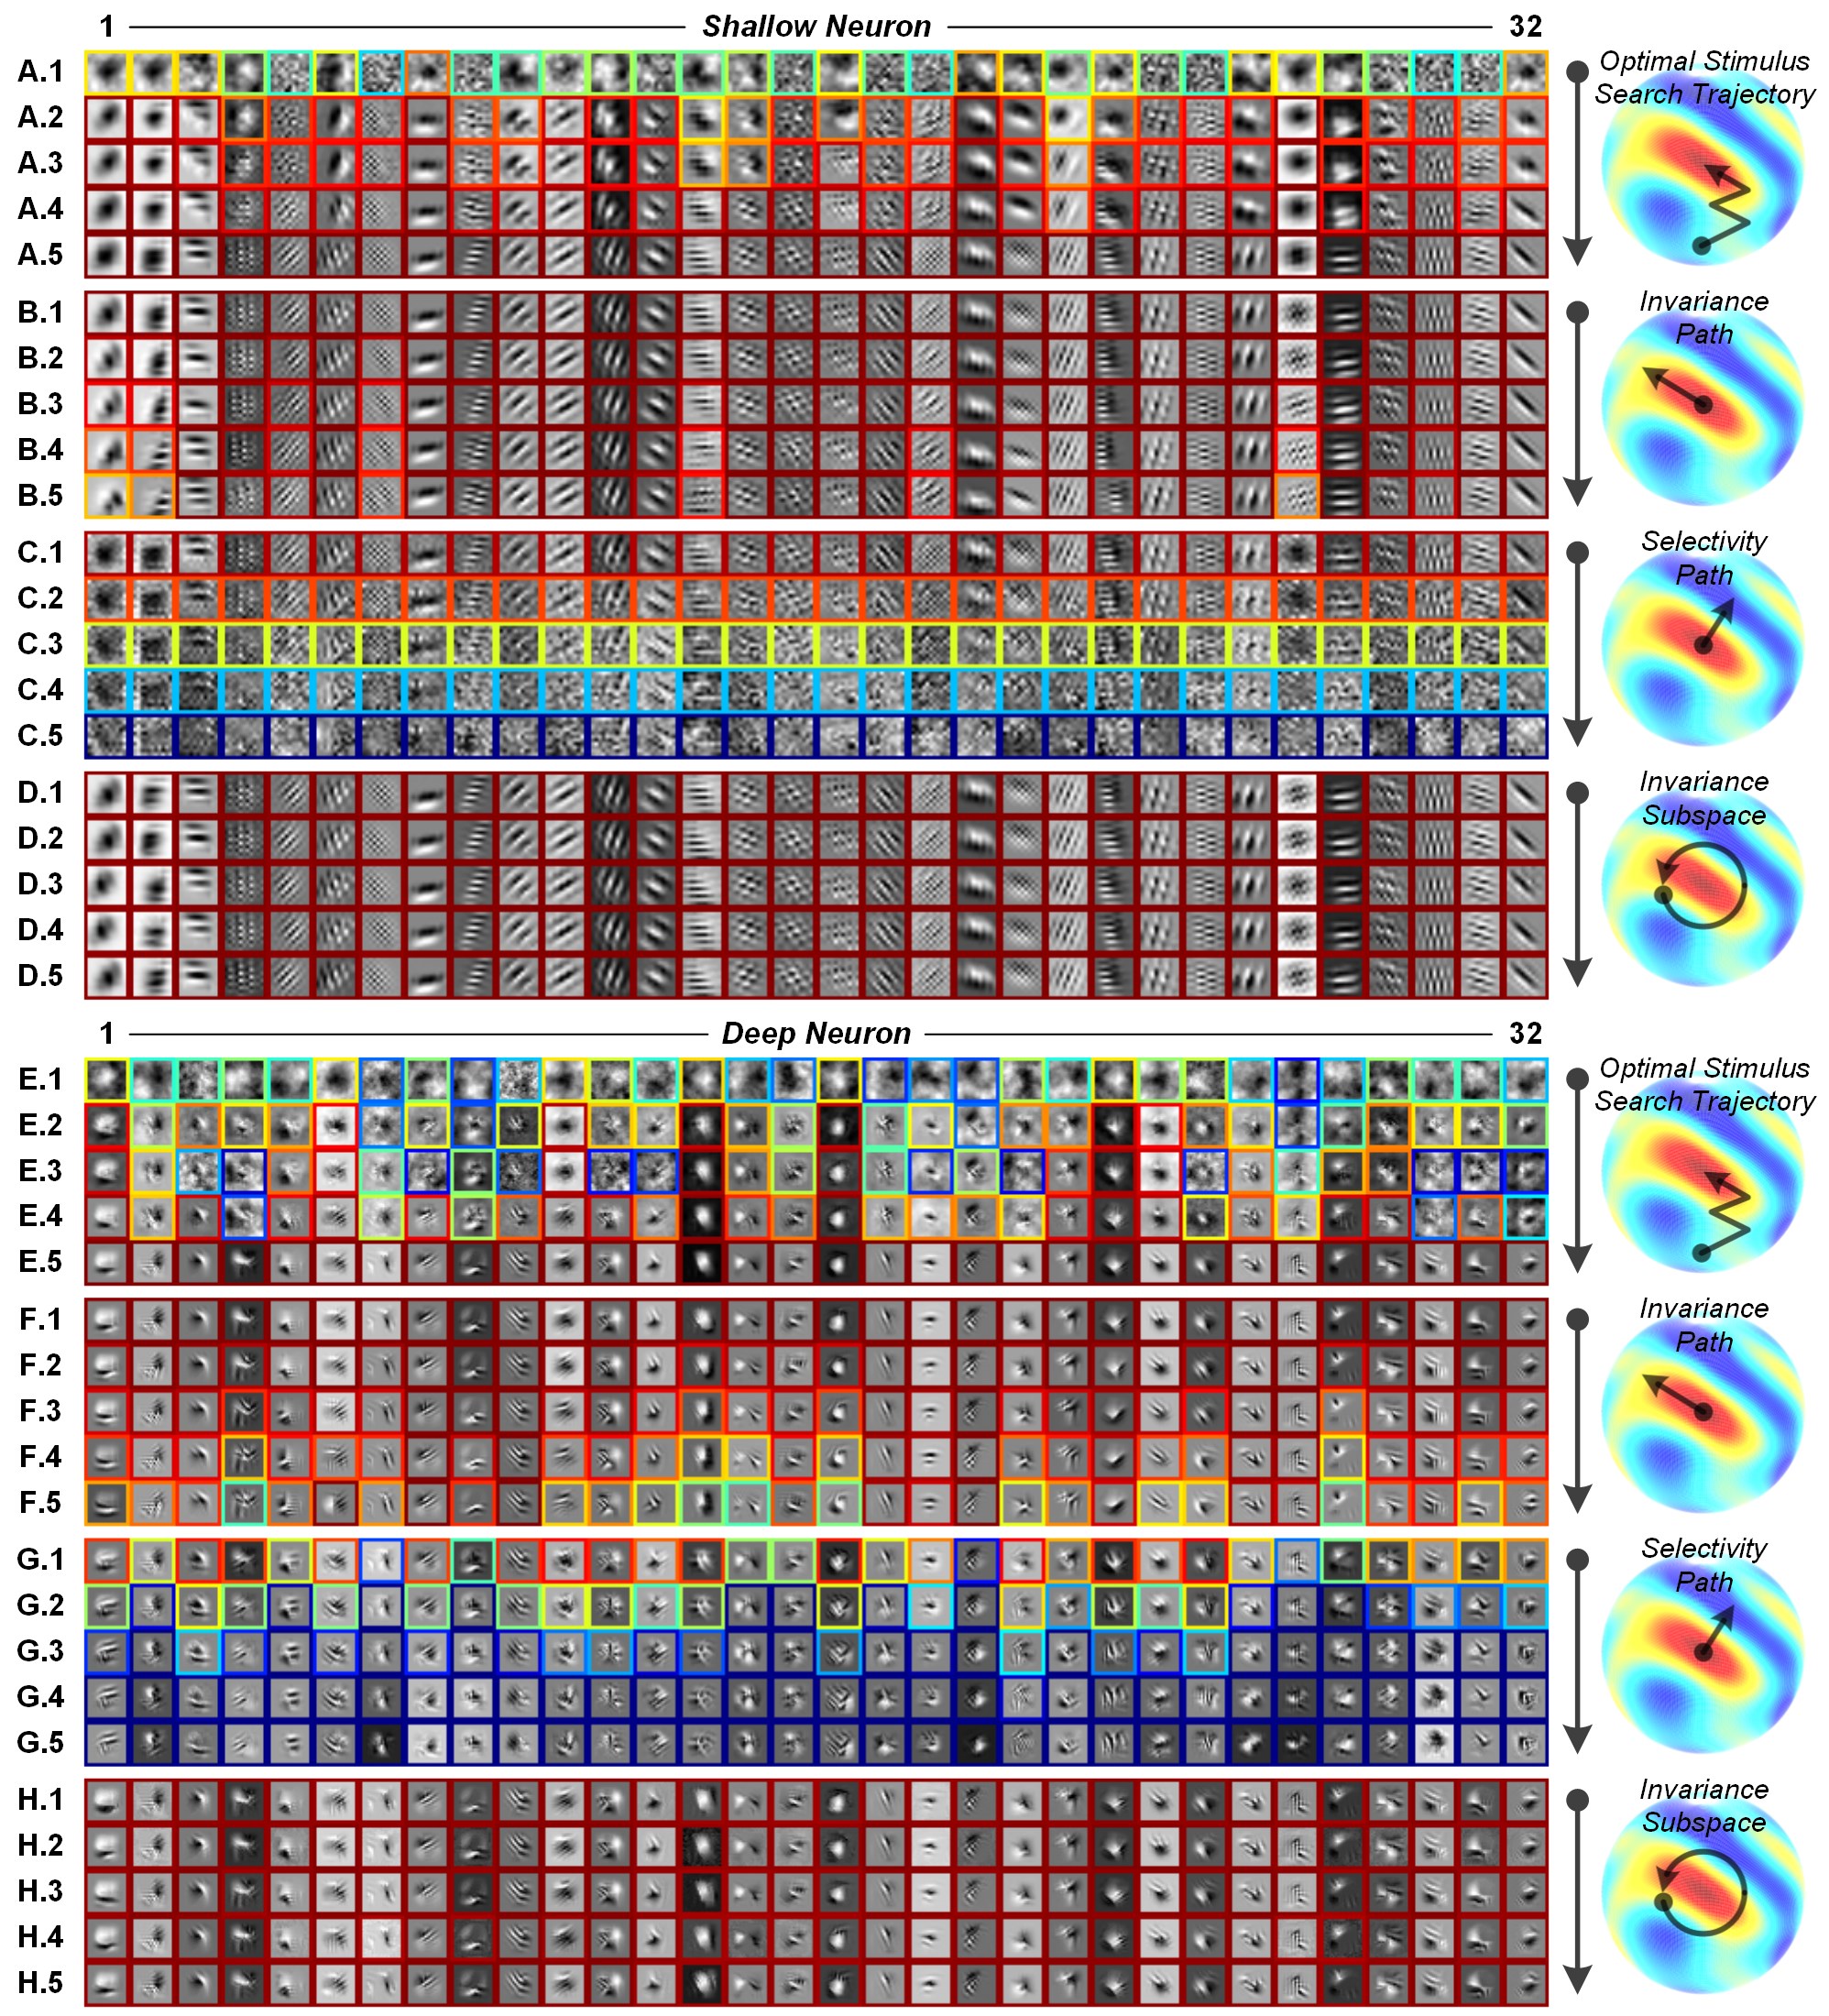 1 Shallow Neuron 32
A.1
Optimal Stimulus
Search Trajectory
A.2
A.3
A.4
A.5
B.1
Invariance
Path
B.2
B.3
B.4
B.5
C.1
Selectivity
Path
C.2
C.3
C.4
C.5
D.1
Invariance
Subspace
D.2
D.3
D.4
D.5
1 Deep Neuron 32
E.1
Optimal Stimulus
Search Trajectory
E.2
E.3
E.4
E.5
F.1
Invariance
Path
F.2
F.3
F.4
F.5
G.1
Selectivity
Path
G.2
G.3
G.4
G.5
H.1
Invariance
Subspace
H.2
H.3
H.4
H.5